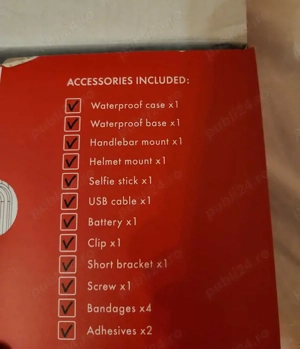 ACCESSORIES INCLUDED:
Waterproof case x1
Waterproof base x1
Handlebar mount x1
Helmet mount x1
Selfie stick x1
USB cable x1
Battery x1
Clip x1
Short bracket x1
Screw x1
Bandages x4
Adhesives x2